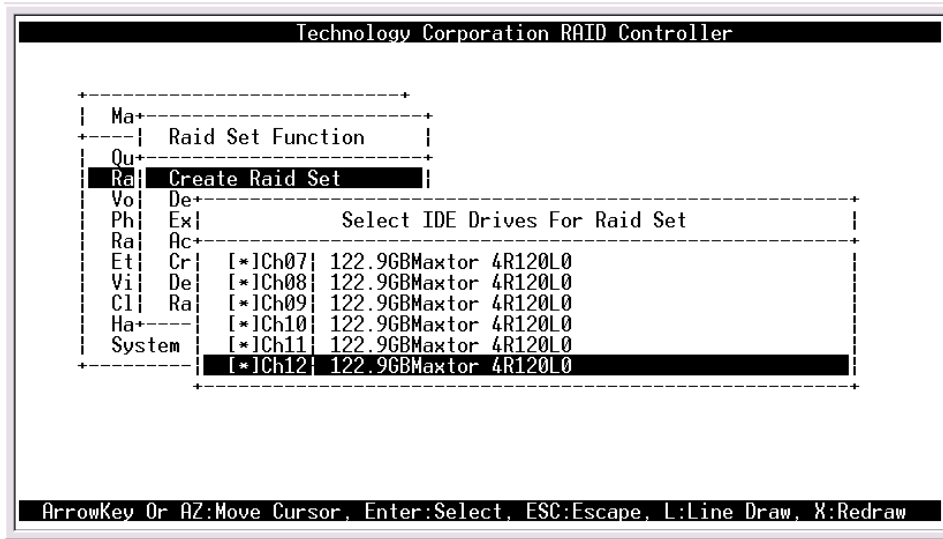 Technology Corporation RAID Controller
Ma
Raid Set Function
Qu
Ra Create Raid Set
Vo De
Ph Ex Select IDE Drives For Raid Set
Ra Ac
Et Cr [*]Ch07| 122.9GBMaxtor 4R120L0
Vi De [*]Ch08| 122.9GBMaxtor 4R120L0
Cl Ra [*]Ch09| 122.9GBMaxtor 4R120L0
Ha [*]Ch10| 122.9GBMaxtor 4R120L0
System [*]Ch11| 122.9GBMaxtor 4R120L0
[*]Ch12| 122.9GBMaxtor 4R120L0
ArrowKey Or AZ:Move Cursor, Enter:Select, ESC:Escape, L:Line Draw, X:Redraw